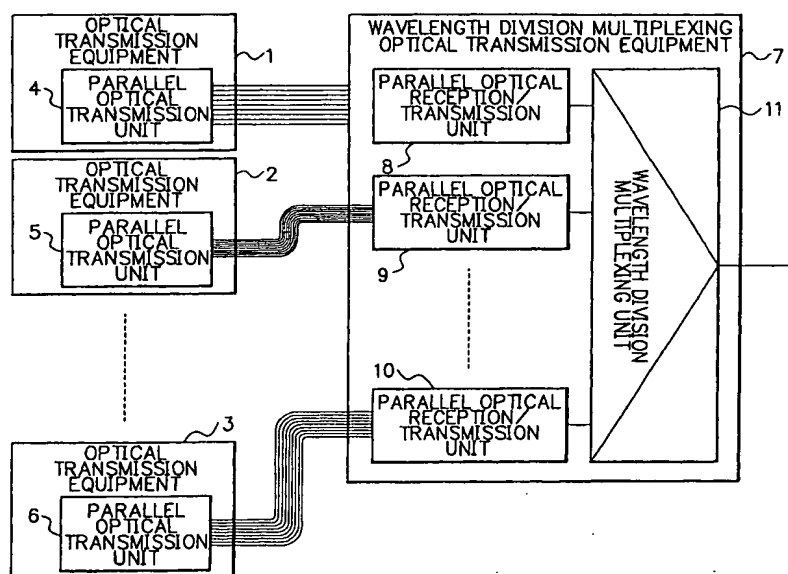 OPTICAL
TRANSMISSION
EQUIPMENT
1
4
PARALLEL
OPTICAL
TRANSMISSION
UNIT
OPTICAL
TRANSMISSION
EQUIPMENT
2
5
PARALLEL
OPTICAL
TRANSMISSION
UNIT
3
OPTICAL
TRANSMISSION
EQUIPMENT
6
PARALLEL
OPTICAL
TRANSMISSION
UNIT
WAVELENGTH DIVISION MULTIPLEXING
OPTICAL TRANSMISSION EQUIPMENT
7
PARALLEL OPTICAL
RECEPTION/
TRANSMISSION
UNIT
8
PARALLEL OPTICAL
RECEPTION/
TRANSMISSION
UNIT
9
10
PARALLEL OPTICAL
RECEPTION/
TRANSMISSION
UNIT
11
WAVELENGTH DIVISION
MULTIPLEXING UNIT